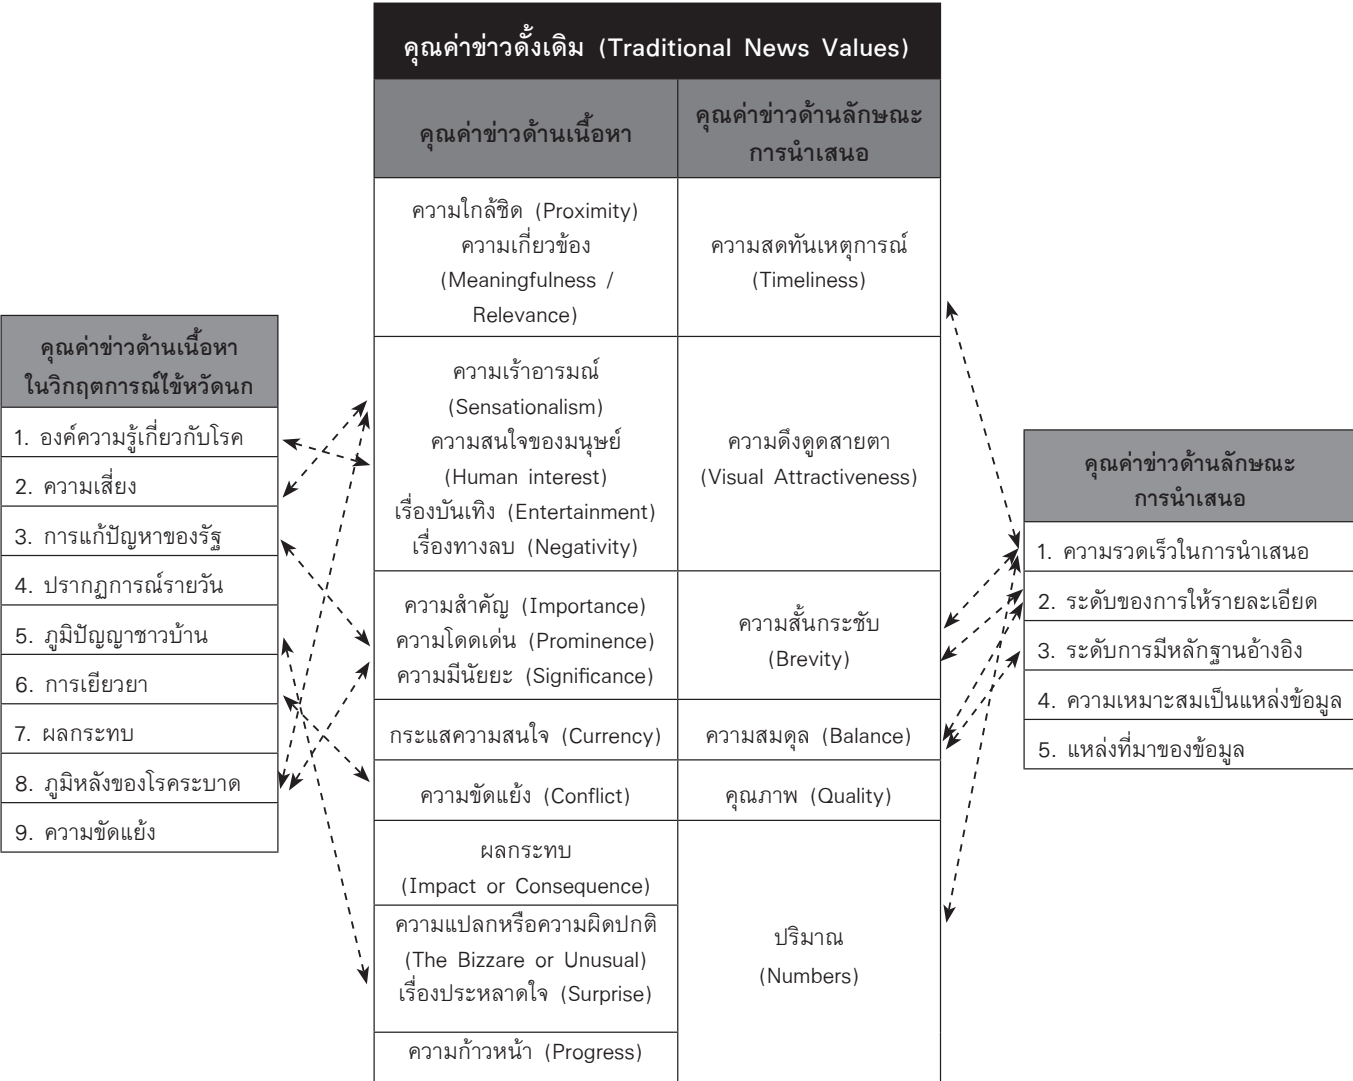 คุณค่าข่าวดั้งเดิม (Traditional News Values)
คุณค่าข่าวด้านเนื้อหา
คุณค่าข่าวด้านลักษณะ
การนำเสนอ
ความใกล้ชิด (Proximity)
ความเกี่ยวข้อง
(Meaningfulness /
Relevance)
ความสดทันเหตุการณ์
(Timeliness)
ความเร้าอารมณ์
(Sensationalism)
ความสนใจของมนุษย์
(Human interest)
เรื่องบันเทิง (Entertainment)
เรื่องทางลบ (Negativity)
ความดึงดูดสายตา
(Visual Attractiveness)
ความสำคัญ (Importance)
ความโดดเด่น (Prominence)
ความมีนัยยะ (Significance)
ความสั้นกระชับ
(Brevity)
กระแสความสนใจ (Currency)
ความสมดุล (Balance)
ความขัดแย้ง (Conflict)
คุณภาพ (Quality)
ผลกระทบ
(Impact or Consequence)
ความแปลกหรือความผิดปกติ
(The Bizzare or Unusual)
เรื่องประหลาดใจ (Surprise)
ความก้าวหน้า (Progress)
ปริมาณ
(Numbers)
คุณค่าข่าวด้านเนื้อหา
ในวิกฤตการณ์ไข้หวัดนก
1. องค์ความรู้เกี่ยวกับโรค
2. ความเสี่ยง
3. การแก้ปัญหาของรัฐ
4. ปรากฏการณ์รายวัน
5. ภูมิปัญญาชาวบ้าน
6. การเยียวยา
7. ผลกระทบ
8. ภูมิหลังของโรคระบาด
9. ความขัดแย้ง
คุณค่าข่าวด้านลักษณะ
การนำเสนอ
1. ความรวดเร็วในการนำเสนอ
2. ระดับของการให้รายละเอียด
3. ระดับการมีหลักฐานอ้างอิง
4. ความเหมาะสมเป็นแหล่งข้อมูล
5. แหล่งที่มาของข้อมูล